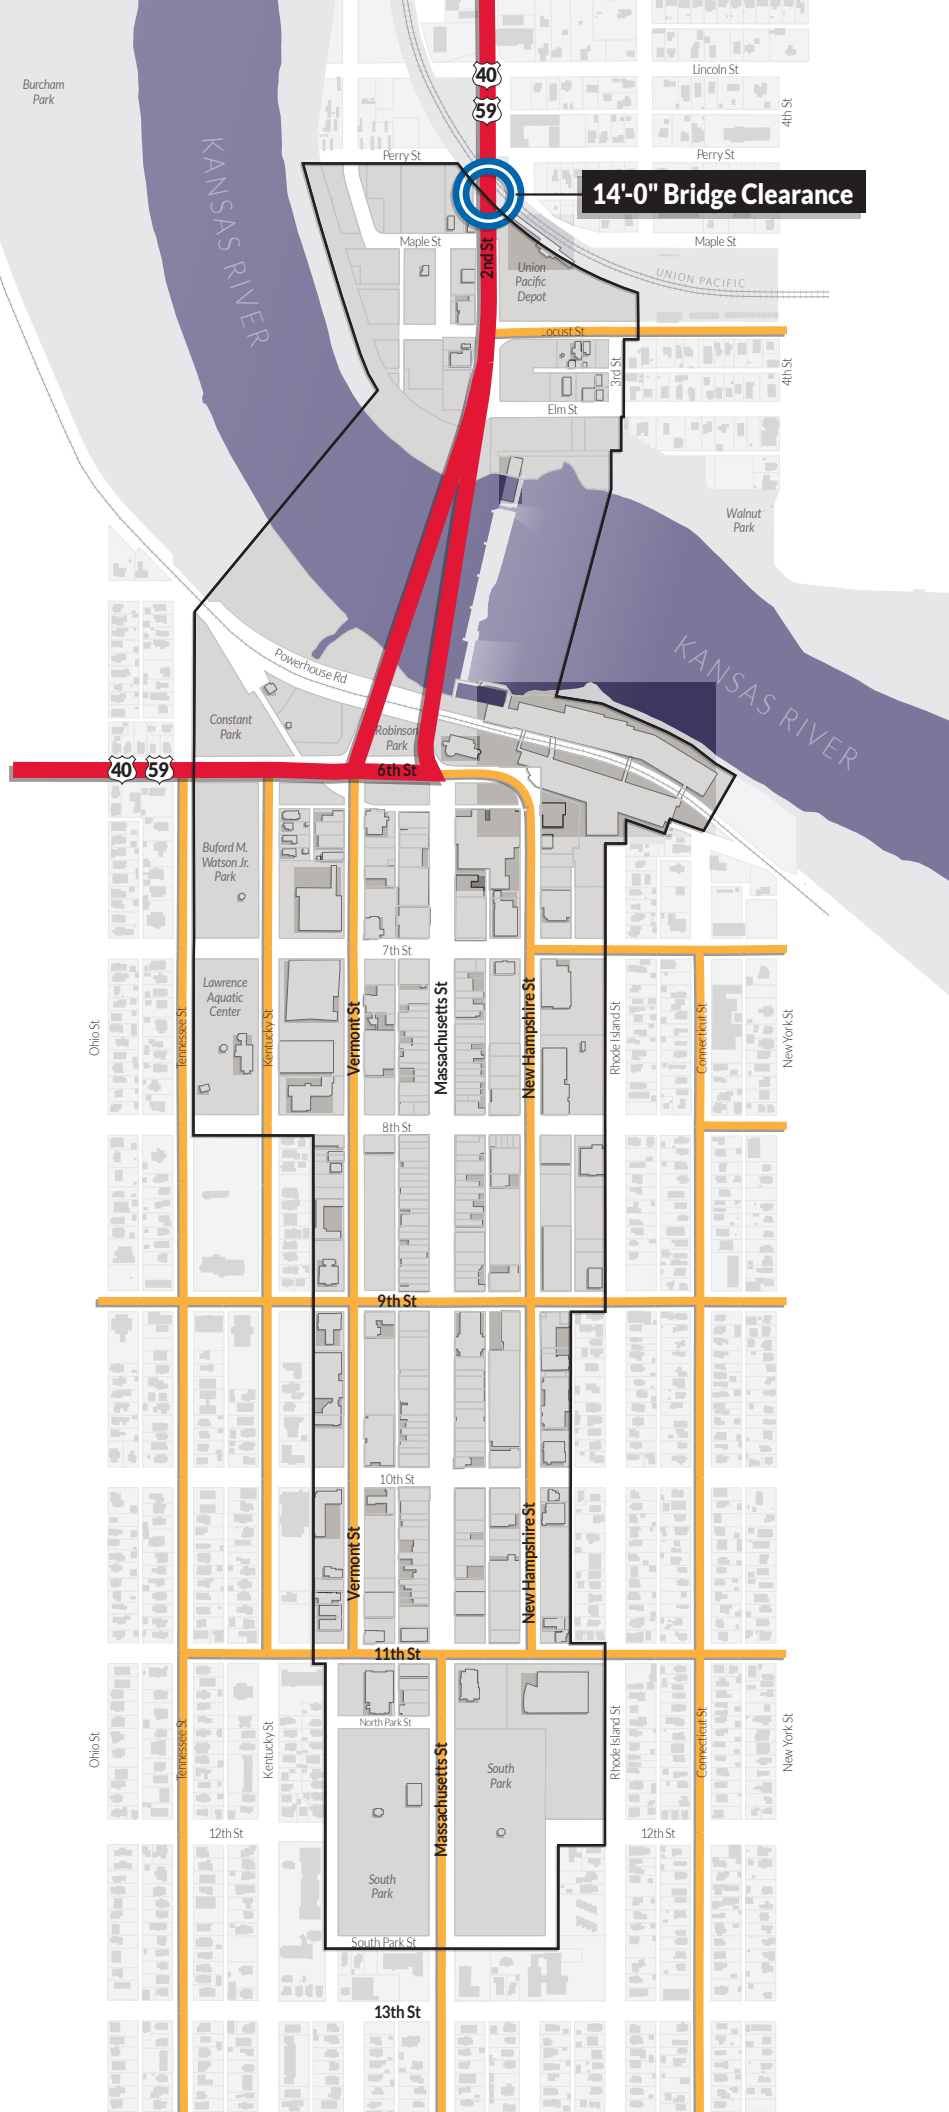 40
59
Lincoln St
4th St
Burcham
Park
Perry St
Perry St
KANSAS RIVER
14'-0" Bridge Clearance
Maple St
2nd St
Union
Pacific
Depot
Maple St
UNION PACIFIC
Locust St
3rd St
4th St
Elm St
Walnut
Park
KANSAS RIVER
Powerhouse Rd
Constant
Park
Robinson
Park
40
59
6th St
Buford M.
Watson Jr.
Park
7th St
Lawrence
Aquatic
Center
Ohio St
Tennessee St
Kentucky St
Vermont St
Massachusetts St
New Hampshire St
Rhode Island St
Connecticut St
New York St
8th St
9th St
10th St
Vermont St
New Hampshire St
11th St
North Park St
Ohio St
Tennessee St
Kentucky St
Massachusetts St
South
Park
Rhode Island St
Connecticut St
New York St
12th St
12th St
South
Park
South Park St
13th St